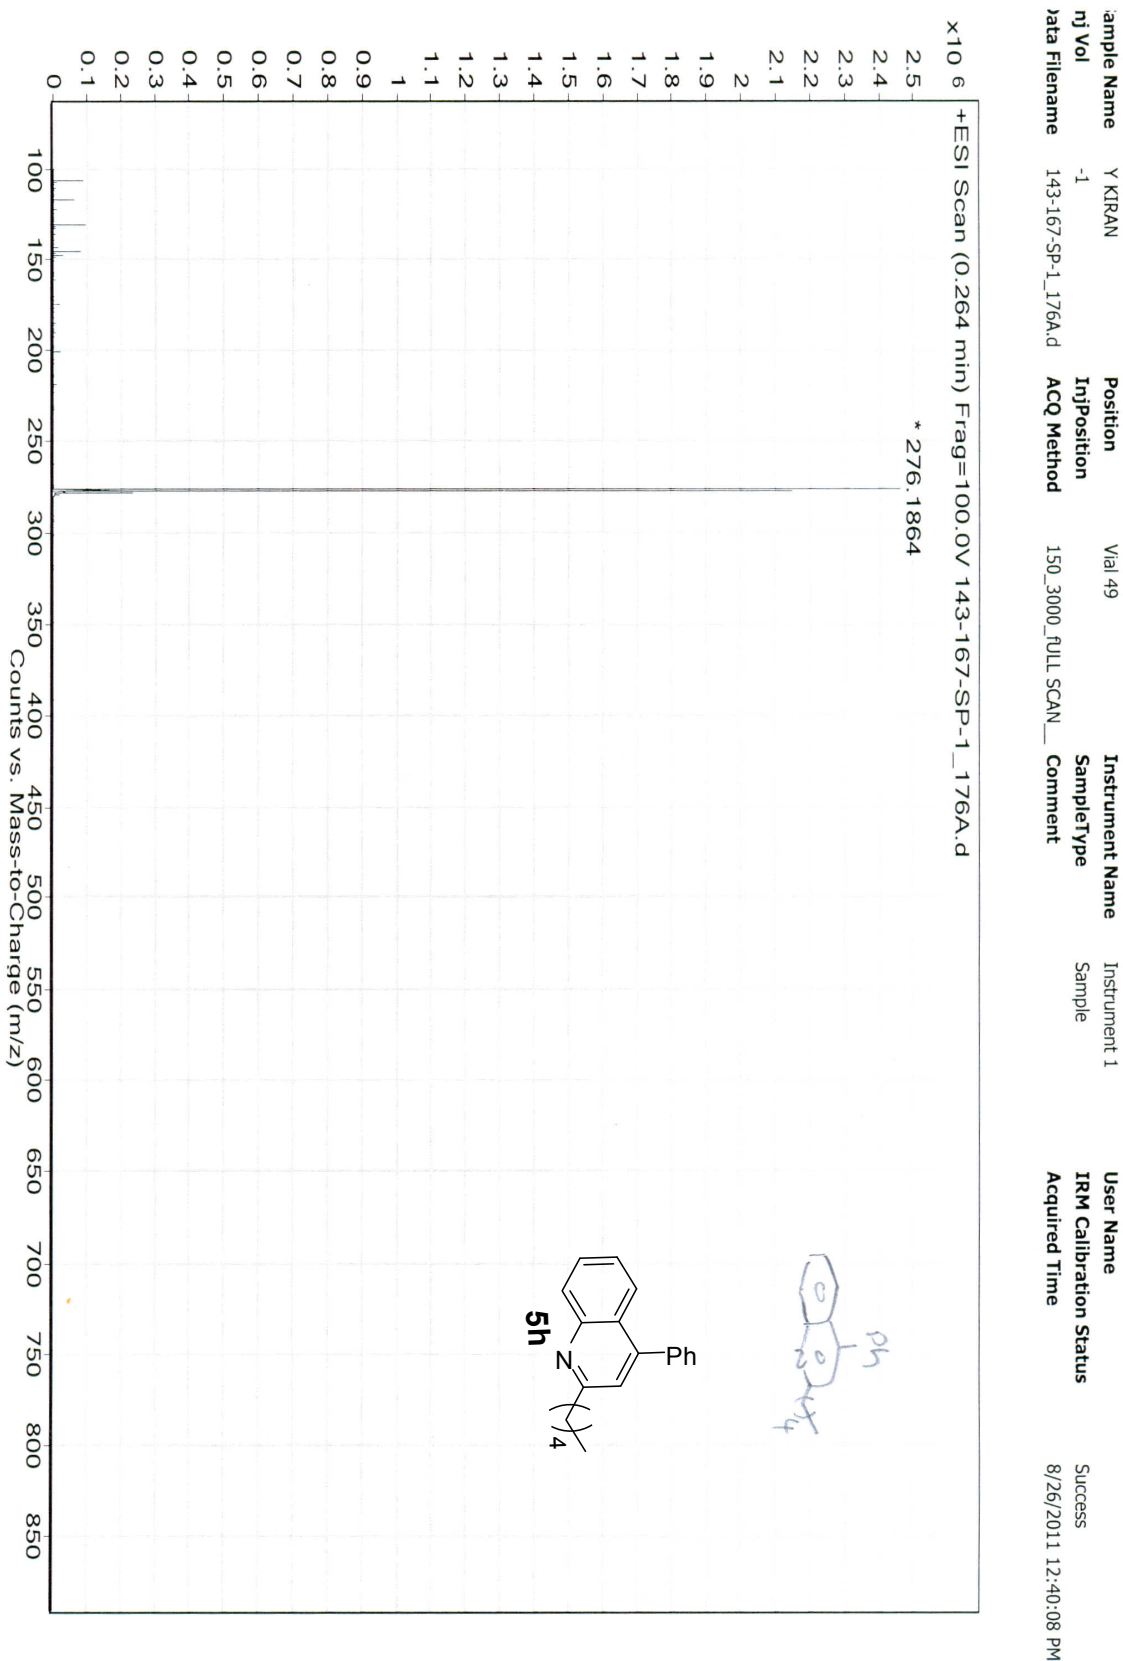 ample Name Y KIRAN Position Vial 49 Instrument Name Instrument 1 User Name
nj Vol -1 InjPosition SampleType Sample IRM Calibration Status Success
ata Filename 143-167-SP-1_176A.d ACQ Method 150_3000_fULL SCAN__ Comment Acquired Time 8/26/2011 12:40:08 PM
x10 6 +ESI Scan (0.264 min) Frag=100.0V 143-167-SP-1_176A.d
2.5
2.4
2.3
2.2
2.1
2
1.9
1.8
1.7
1.6
1.5
1.4
1.3
1.2
1.1
1
0.9
0.8
0.7
0.6
0.5
0.4
0.3
0.2
0.1
0
* 276.1864
Ph
N
( )4
Ph
N
( )4
5h
100 150 200 250 300 350 400 450 500 550 600 650 700 750 800 850
Counts vs. Mass-to-Charge (m/z)